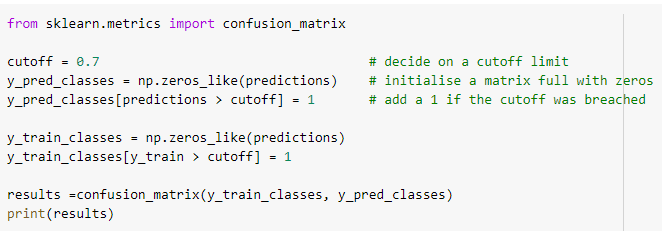 from sklearn.metrics import confusion_matrix
cutoff = 0.7 # decide on a cutoff limit
y_pred_classes = np.zeros_like(predictions) # initialise a matrix full with zeros
y_pred_classes[predictions > cutoff] = 1 # add a 1 if the cutoff was breached
y_train_classes = np.zeros_like(predictions)
y_train_classes[y_train > cutoff] = 1
results =confusion_matrix(y_train_classes, y_pred_classes)
print(results)